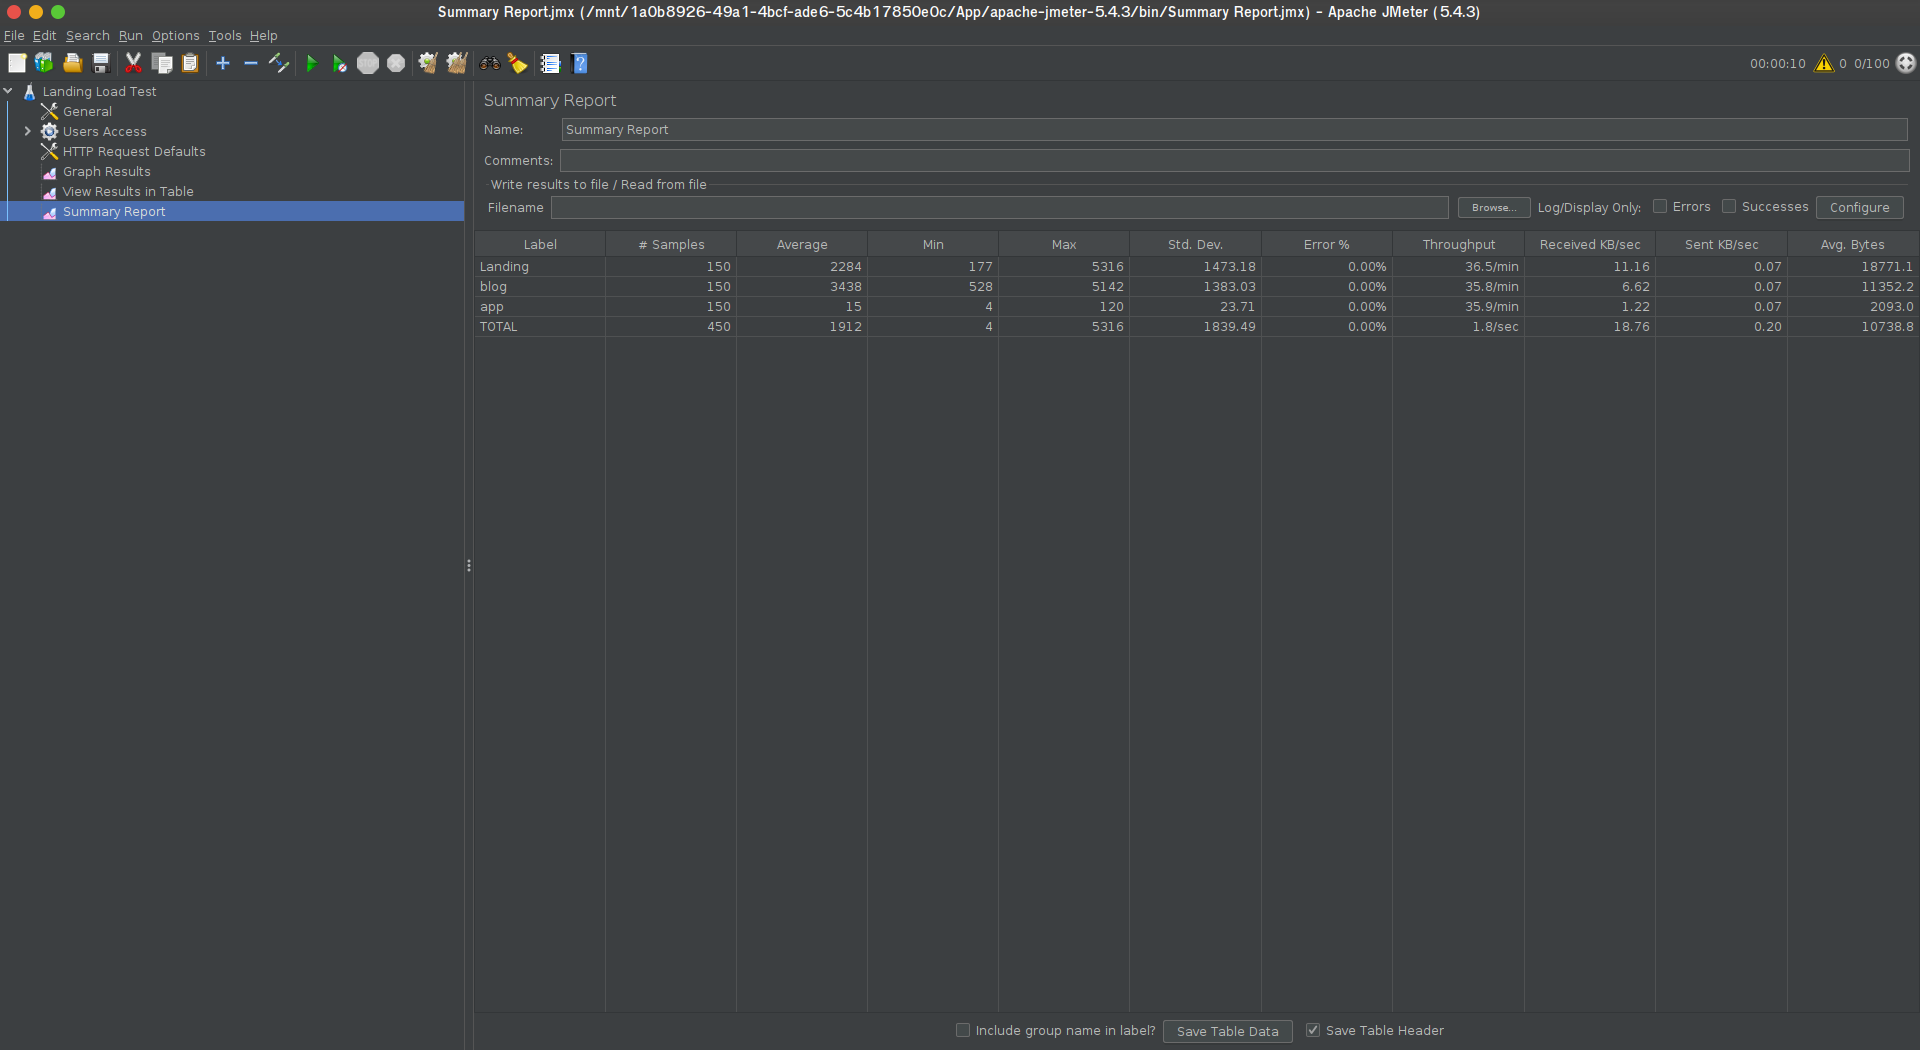 Summary Report.jmx (/mnt/1a0b8926-49a1-4bcf-ade6-5c4b17850e0c/App/apache-jmeter-5.4.3/bin/Summary Report.jmx) - Apache JMeter (5.4.3)
File Edit Search Run Options Tools Help
00:00:10 0 0/100
Landing Load Test
General
Users Access
HTTP Request Defaults
Graph Results
View Results in Table
Summary Report
Summary Report
Name: Summary Report
Comments:
Write results to file / Read from file
Filename Browse... Log/Display Only: Errors Successes Configure
Label # Samples Average Min Max Std. Dev. Error % Throughput Received KB/sec Sent KB/sec Avg. Bytes
Landing 150 2284 177 5316 1473.18 0.00% 36.5/min 11.16 0.07 18771.1
blog 150 3438 528 5142 1383.03 0.00% 35.8/min 6.62 0.07 11352.2
app 150 15 4 120 23.71 0.00% 35.9/min 1.22 0.07 2093.0
TOTAL 450 1912 4 5316 1839.49 0.00% 1.8/sec 18.76 0.20 10738.8
Include group name in label? Save Table Data Save Table Header